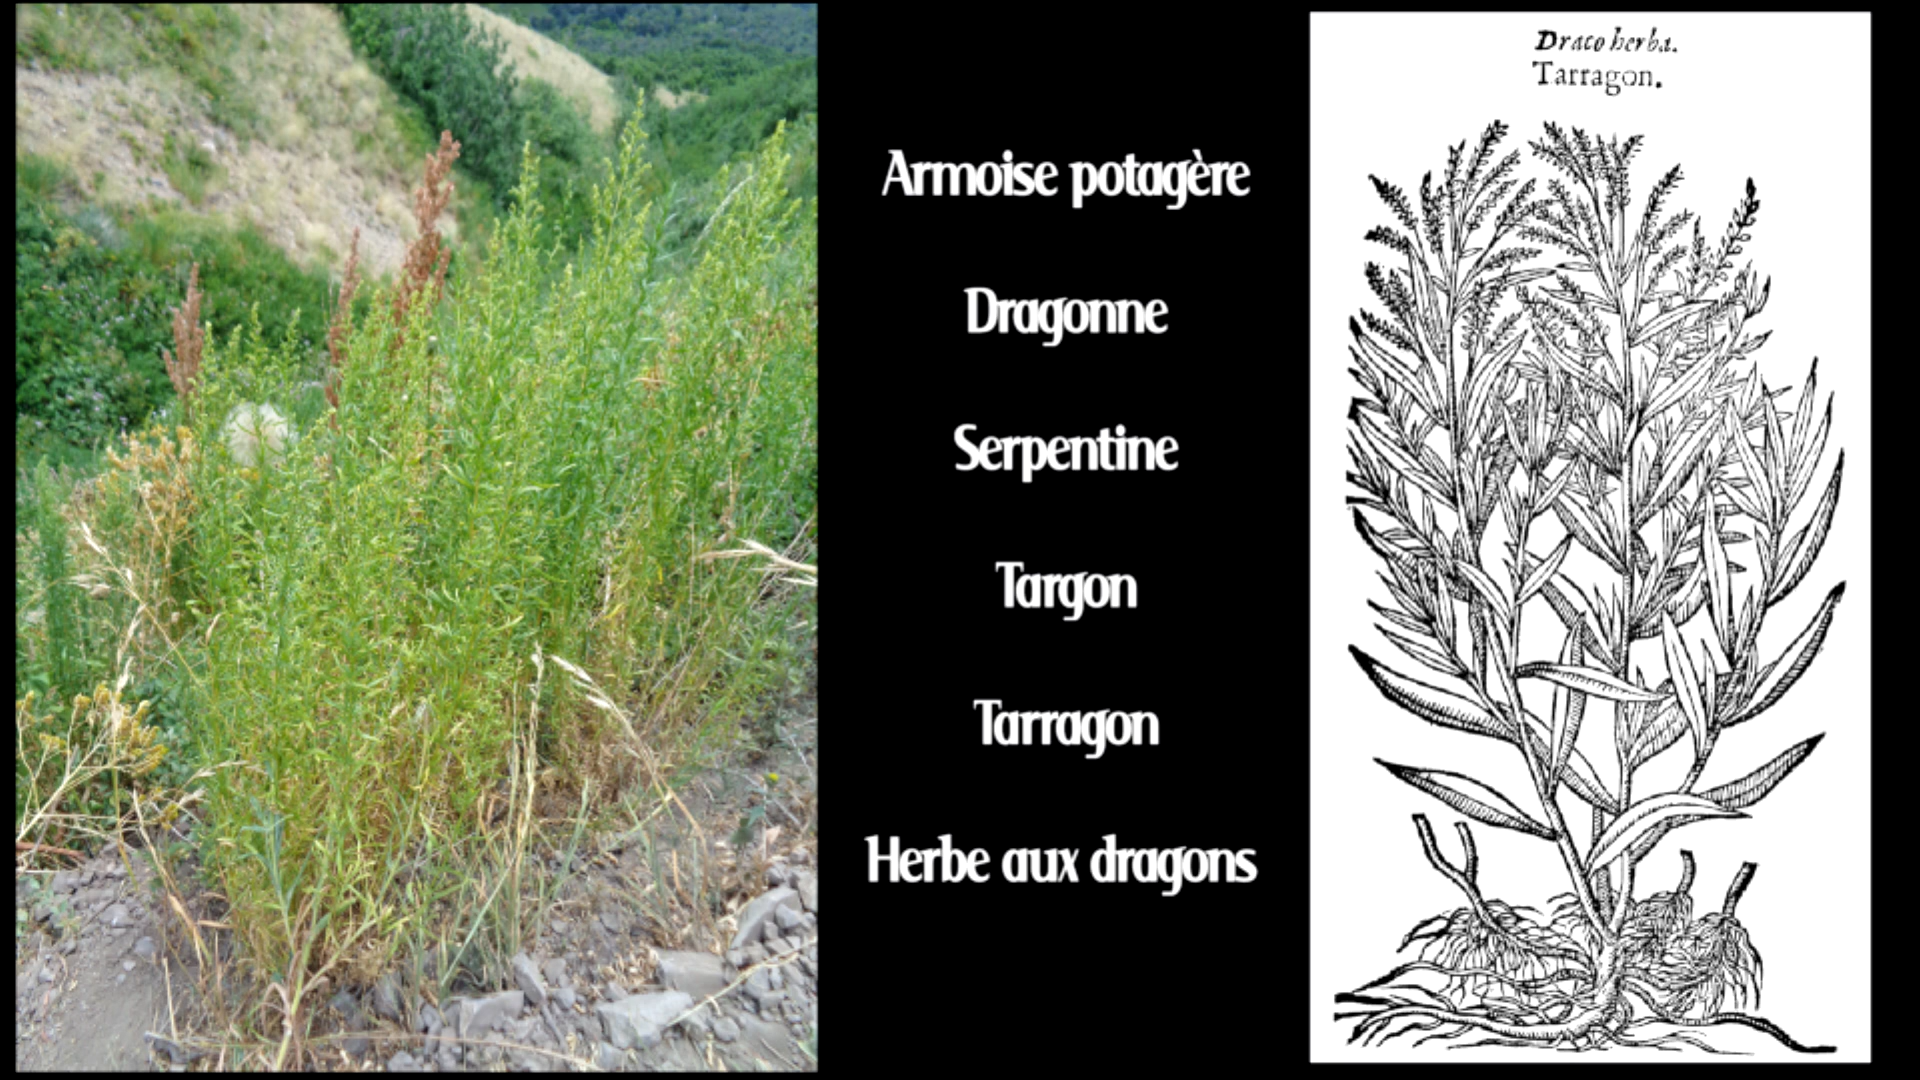 Armoise potagère
Dragonne
Serpentine
Targon
Tarragon
Herbe aux dragons
Draco herba.
Tarragon.